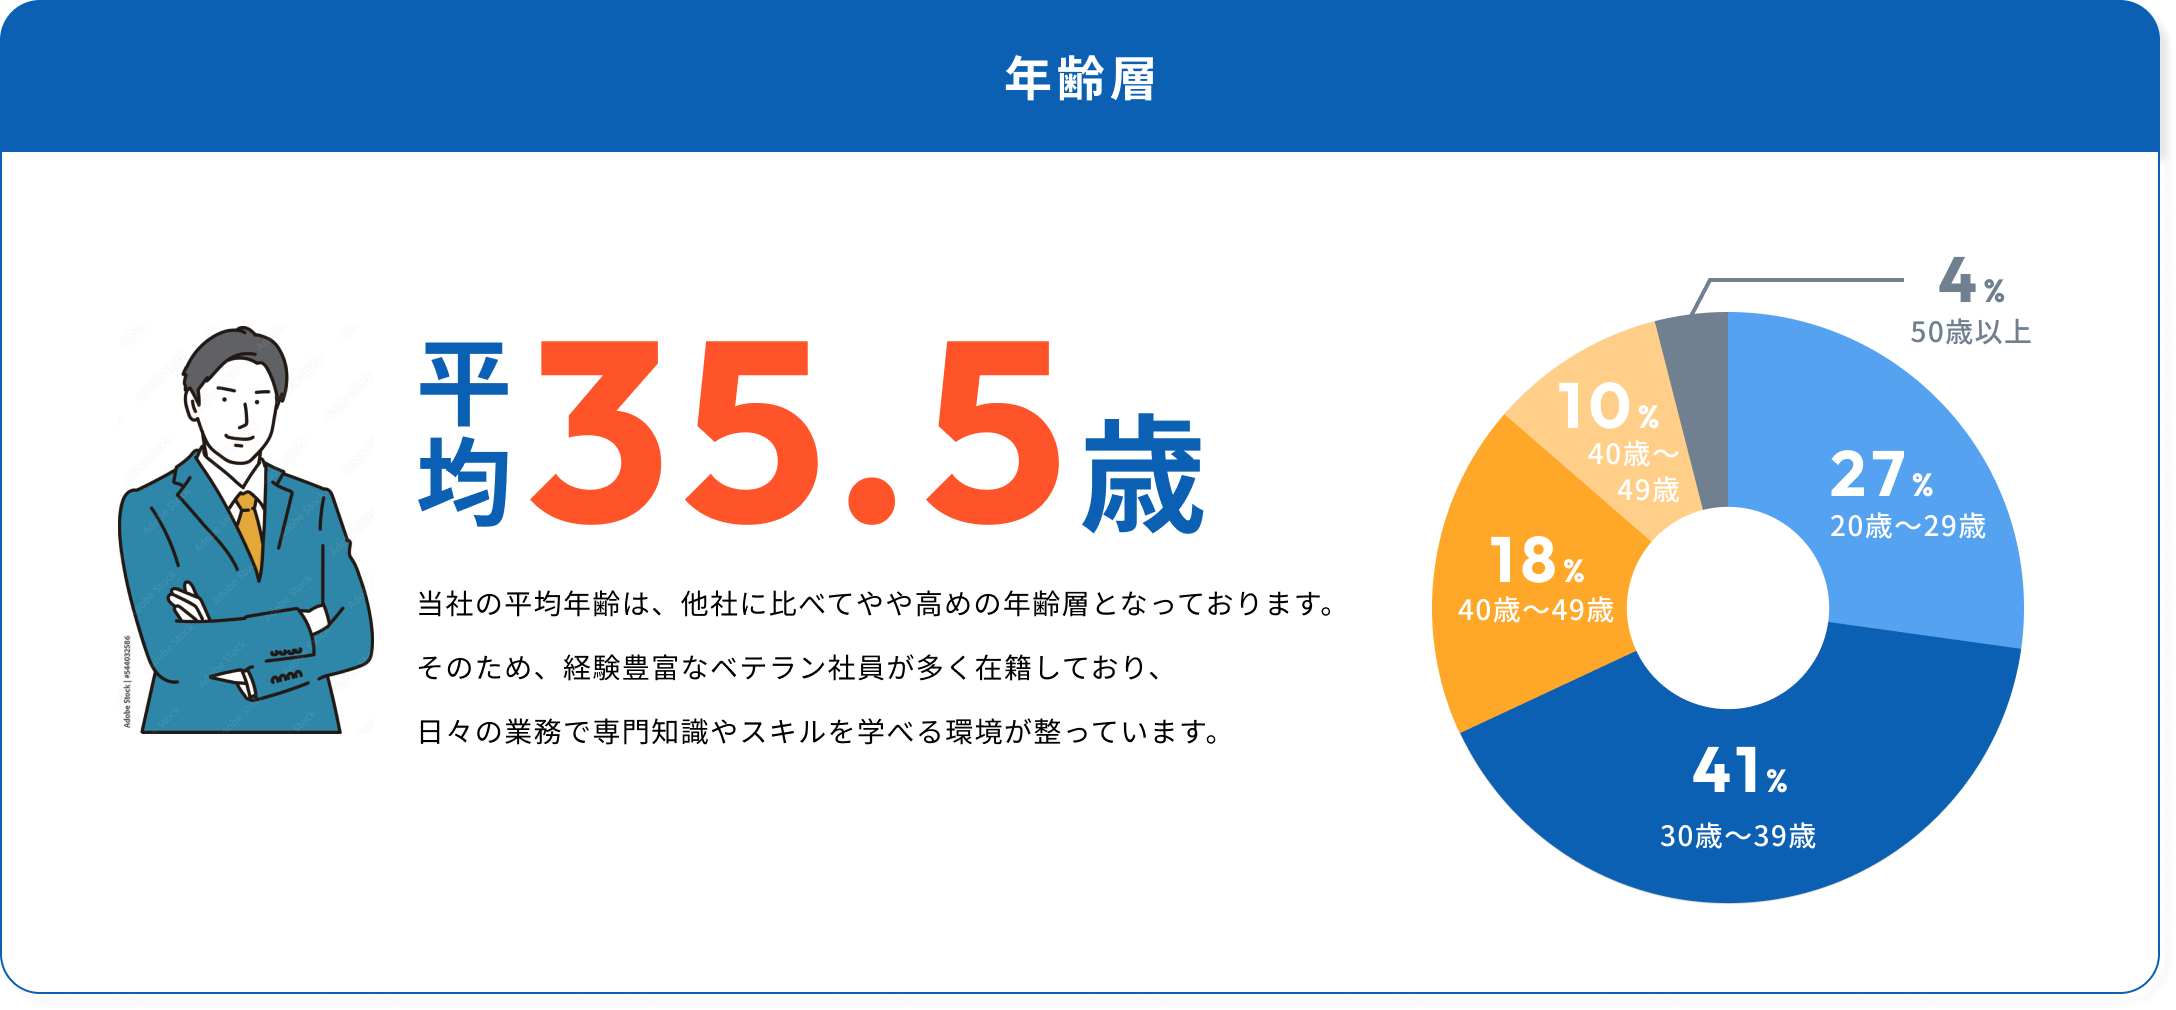 年齢層
平均35.5歳
当社の平均年齢は、他社に比べてやや高めの年齢層となっております。
そのため、経験豊富なベテラン社員が多く在籍しており、
日々の業務で専門知識やスキルを学べる環境が整っています。
4%
50歳以上
10%
40歳〜
49歳
27%
20歳〜29歳
18%
40歳〜49歳
41%
30歳〜39歳
Adobe Stock | #544032586